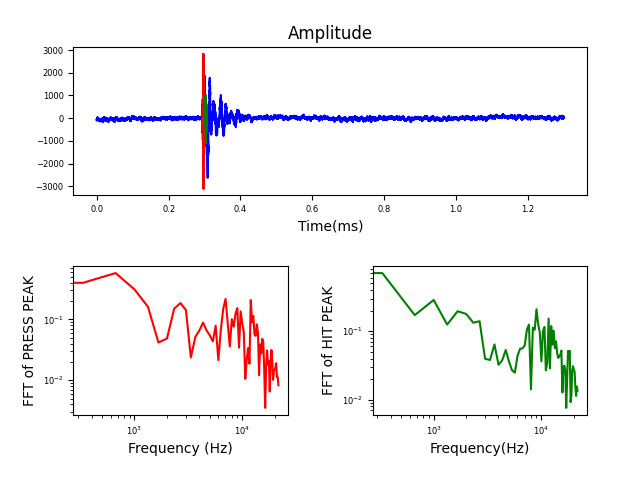 Amplitude
3000
2000
1000
0
−1000
−2000
−3000
0.0 0.2 0.4 0.6 0.8 1.0 1.2
Time(ms)
FFT of PRESS PEAK
10⁻¹
10⁻²
10³ 10⁴
Frequency (Hz)
FFT of HIT PEAK
10⁻¹
10⁻²
10³ 10⁴
Frequency(Hz)